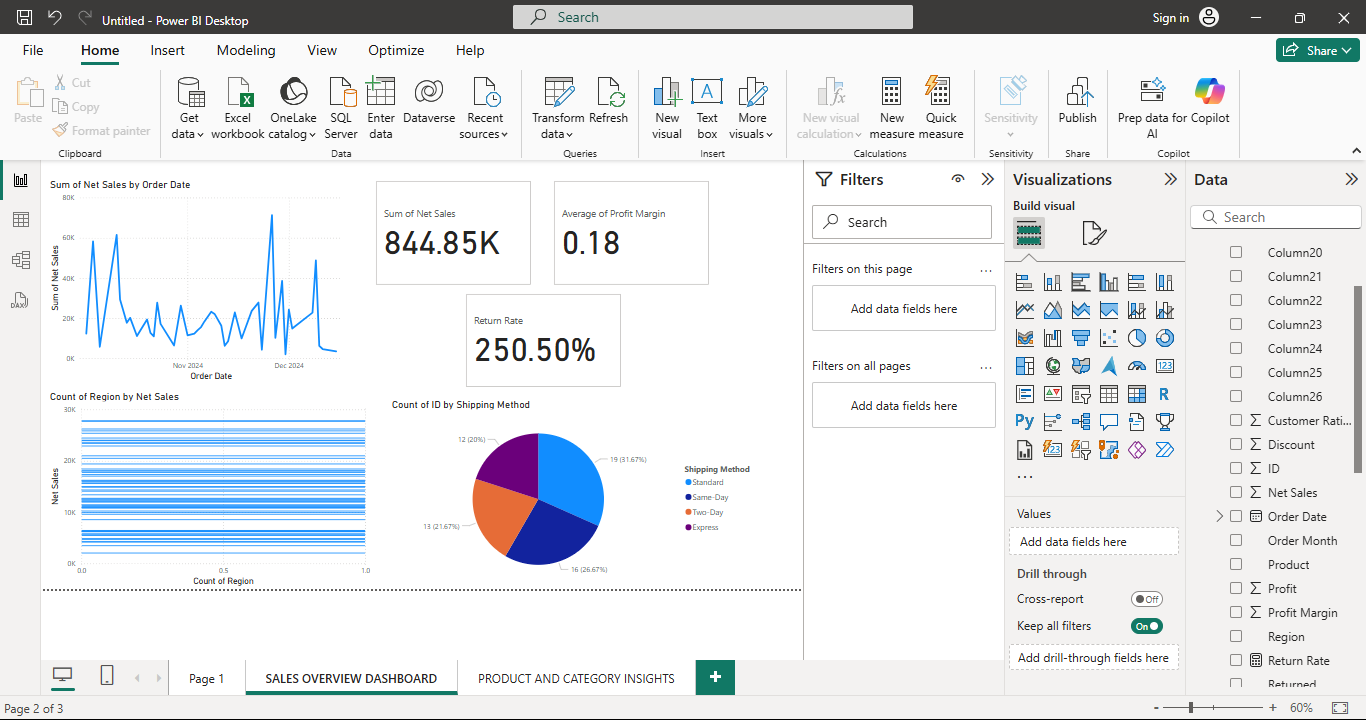 Untitled - Power BI Desktop
Search
Sign in
File
Home
Insert
Modeling
View
Optimize
Help
Share
Paste
Cut
Copy
Format painter
Clipboard
Get data
Excel workbook
OneLake catalog
SQL Server
Enter data
Dataverse
Recent sources
Data
Transform data
Refresh
Queries
New visual
Text box
More visuals
Insert
New visual calculation
New measure
Quick measure
Calculations
Sensitivity
Sensitivity
Publish
Share
Prep data for AI
Copilot
Copilot
DAX
Sum of Net Sales by Order Date
Sum of Net Sales
80K
60K
40K
20K
0K
Nov 2024
Dec 2024
Order Date
Sum of Net Sales
844.85K
Average of Profit Margin
0.18
Return Rate
250.50%
Count of Region by Net Sales
Net Sales
30K
20K
10K
0K
0.0
0.5
1.0
Count of Region
Count of ID by Shipping Method
12 (20%)
19 (31.67%)
13 (21.67%)
16 (26.67%)
Shipping Method
Standard
Same-Day
Two-Day
Express
Filters
Search
Filters on this page
...
Add data fields here
Filters on all pages
...
Add data fields here
Visualizations
Build visual
123
R
Py
123
...
Values
Add data fields here
Drill through
Cross-report
Off
Keep all filters
On
Add drill-through fields here
Data
Search
Column20
Column21
Column22
Column23
Column24
Column25
Column26
Customer Rati...
Discount
ID
Net Sales
Order Date
Order Month
Product
Profit
Profit Margin
Region
Return Rate
Returned
Page 1
SALES OVERVIEW DASHBOARD
PRODUCT AND CATEGORY INSIGHTS
+
Page 2 of 3
- + 60%